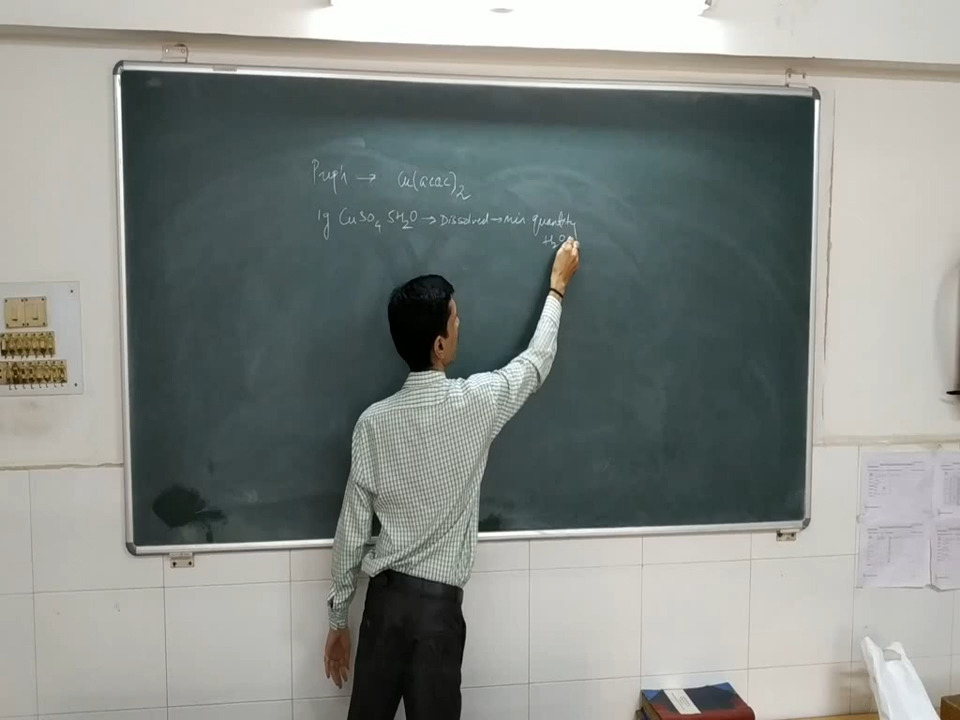 Prep'n → Cu(acac)₂
1g CuSO₄ 5H₂O → Dissolved → min quantity
H₂O